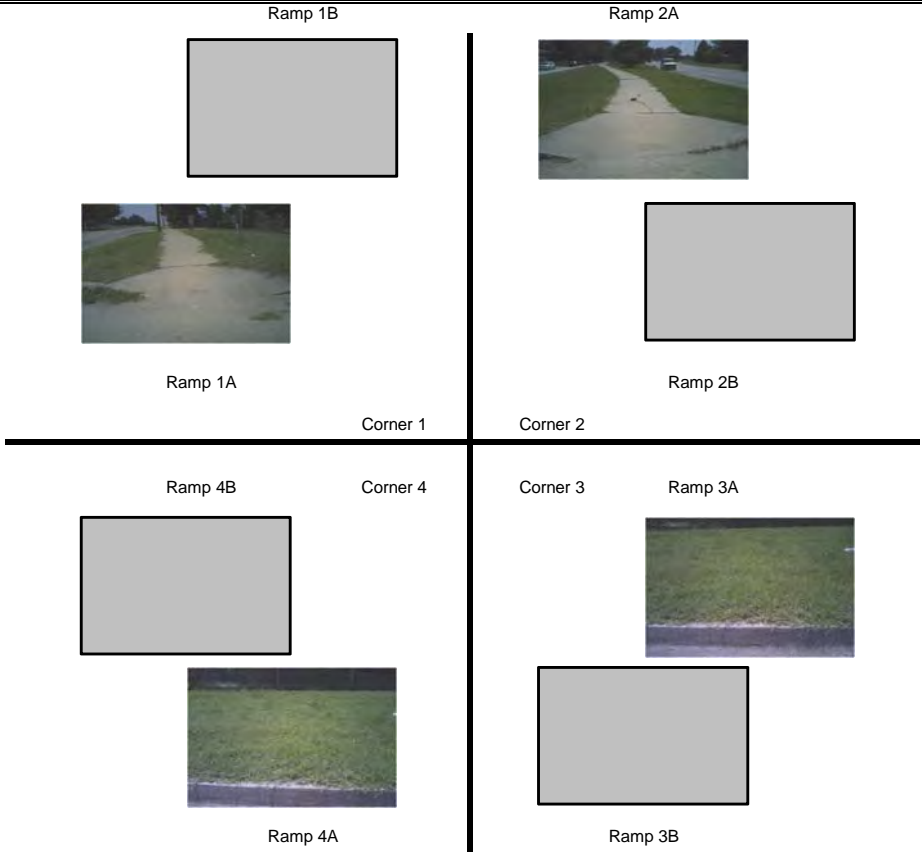 Ramp 1B
Ramp 2A
Ramp 1A
Ramp 2B
Corner 1
Corner 2
Ramp 4B
Corner 4
Corner 3
Ramp 3A
Ramp 4A
Ramp 3B